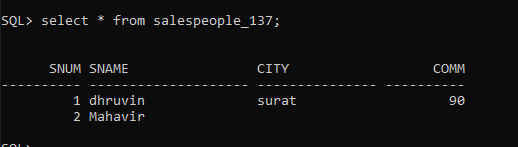 SQL> select * from salespeople_137;
SNUM SNAME CITY COMM
---------- -------------------- --------------- ----------
1 dhruvin surat 90
2 Mahavir
SQL>